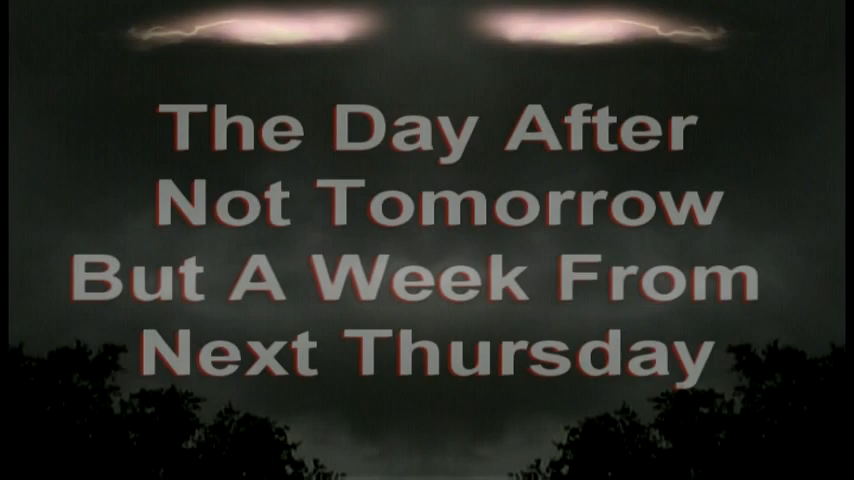 The Day After
Not Tomorrow
But A Week From
Next Thursday